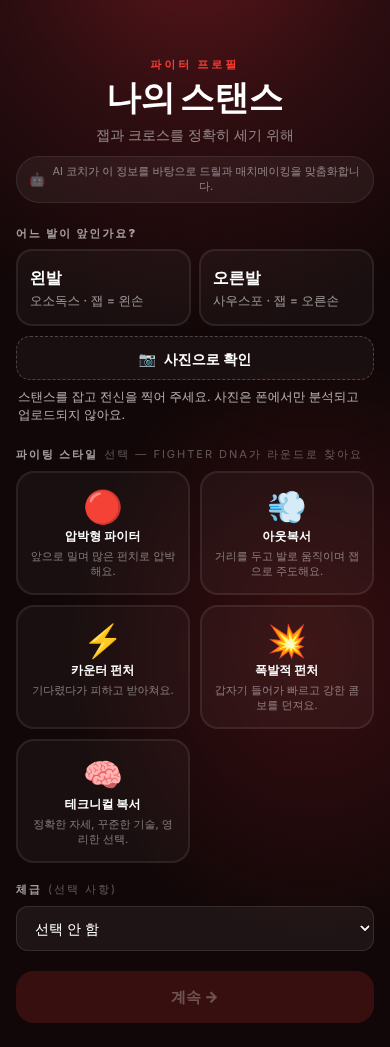 파이터 프로필
나의 스탠스
잽과 크로스를 정확히 세기 위해
AI 코치가 이 정보를 바탕으로 드릴과 매치메이킹을 맞춤화합니
다.
어느 발이 앞인가요?
왼발
오소독스 · 잽 = 왼손
오른발
사우스포 · 잽 = 오른손
사진으로 확인
스탠스를 잡고 전신을 찍어 주세요. 사진은 폰에서만 분석되고
업로드되지 않아요.
파이팅 스타일 선택 — FIGHTER DNA가 라운드로 찾아요
압박형 파이터
앞으로 밀며 많은 펀치로 압박
해요.
아웃복서
거리를 두고 발로 움직이며 잽
으로 주도해요.
카운터 펀처
기다렸다가 피하고 받아쳐요.
폭발적 펀처
갑자기 들어가 빠르고 강한 콤
보를 던져요.
테크니컬 복서
정확한 자세, 꾸준한 기술, 영
리한 선택.
체급 (선택 사항)
선택 안 함
계속 →